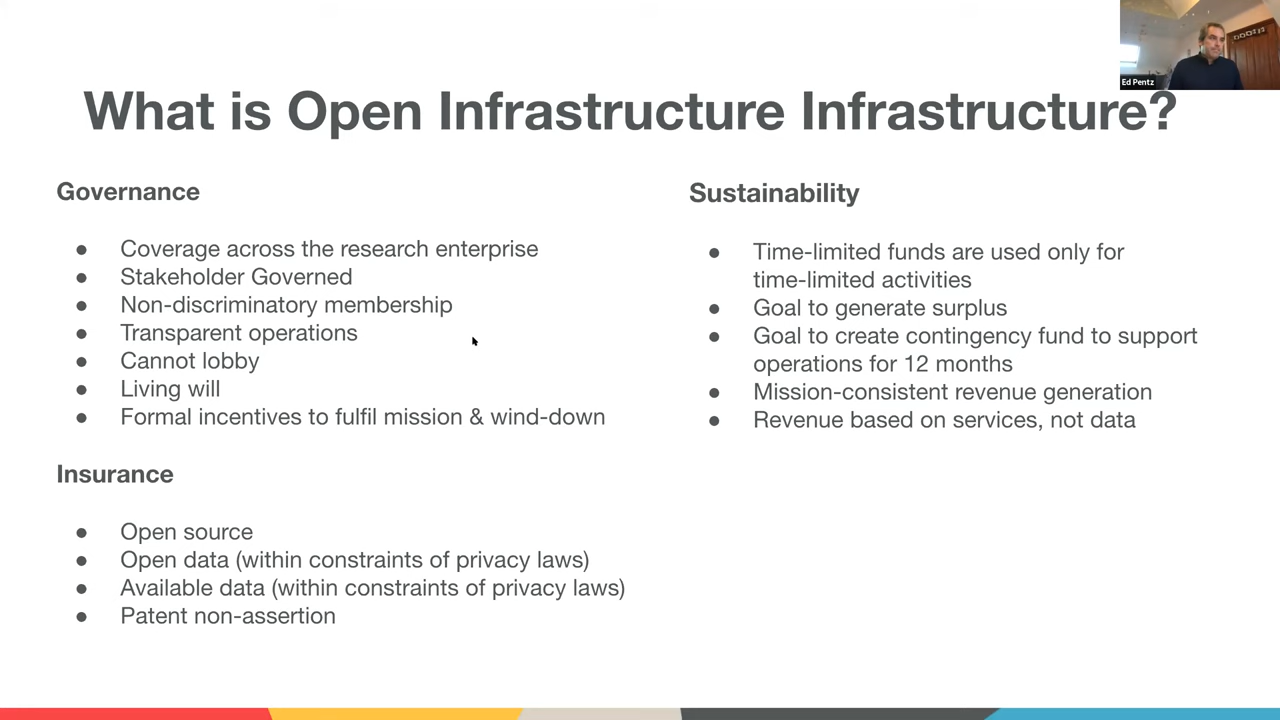 Ed Pentz
What is Open Infrastructure Infrastructure?
Governance
● Coverage across the research enterprise
● Stakeholder Governed
● Non-discriminatory membership
● Transparent operations
● Cannot lobby
● Living will
● Formal incentives to fulfil mission & wind-down
Insurance
● Open source
● Open data (within constraints of privacy laws)
● Available data (within constraints of privacy laws)
● Patent non-assertion
Sustainability
● Time-limited funds are used only for
time-limited activities
● Goal to generate surplus
● Goal to create contingency fund to support
operations for 12 months
● Mission-consistent revenue generation
● Revenue based on services, not data